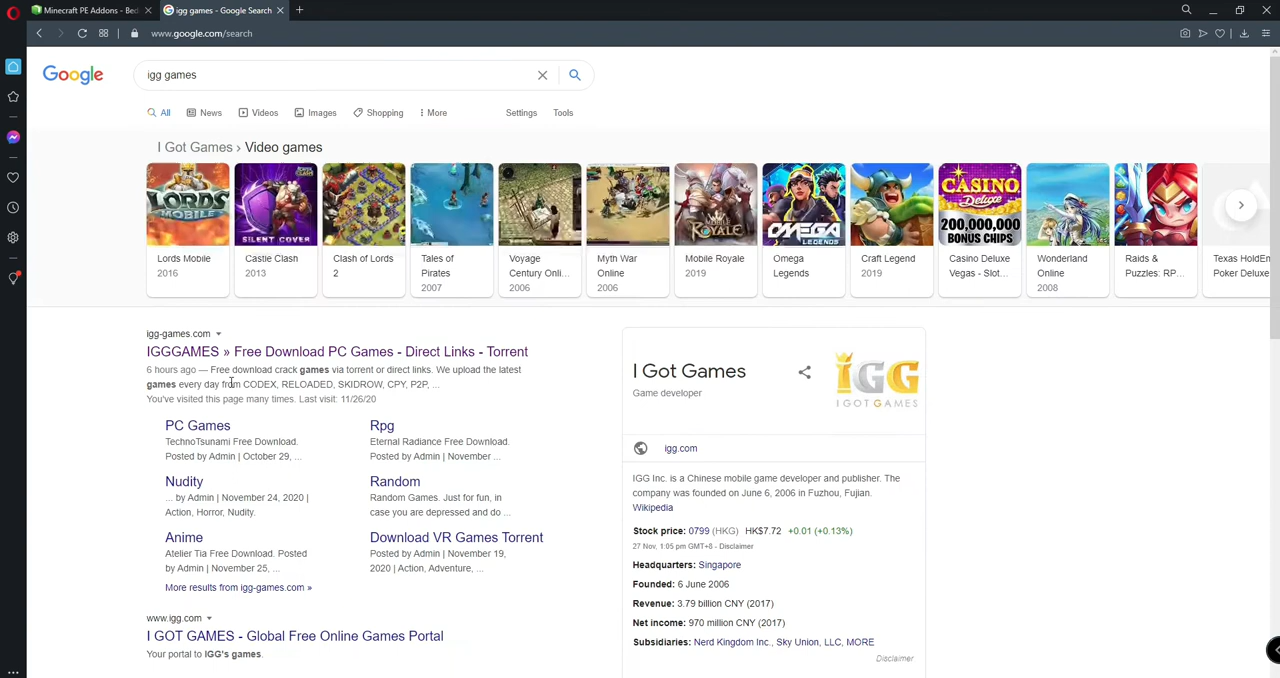 Minecraft PE Addons - Bed
igg games - Google Search
www.google.com/search
Google
igg games
All
News
Videos
Images
Shopping
More
Settings
Tools
I Got Games › Video games
LORDS
MOBILE
SILENT COVER
ROYALE
OMEGA
LEGENDS
CASINO
Deluxe
200,000,000
BONUS CHIPS
Lords Mobile
2016
Castle Clash
2013
Clash of Lords
2
Tales of
Pirates
2007
Voyage
Century Onli...
2006
Myth War
Online
2006
Mobile Royale
2019
Omega
Legends
Craft Legend
2019
Casino Deluxe
Vegas - Slot...
Wonderland
Online
2008
Raids &
Puzzles: RP...
Texas HoldEm
Poker Deluxe
igg-games.com
IGGGAMES » Free Download PC Games - Direct Links - Torrent
6 hours ago — Free download crack games via torrent or direct links. We upload the latest
games every day from CODEX, RELOADED, SKIDROW, CPY, P2P, ...
You've visited this page many times. Last visit: 11/26/20
PC Games
TechnoTsunami Free Download.
Posted by Admin | October 29, ...
Rpg
Eternal Radiance Free Download.
Posted by Admin | November ...
Nudity
... by Admin | November 24, 2020 |
Action, Horror, Nudity.
Random
Random Games. Just for fun, in
case you are depressed and do ...
Anime
Atelier Tia Free Download. Posted
by Admin | November 25, ...
Download VR Games Torrent
Posted by Admin | November 19,
2020 | Action, Adventure, ...
More results from igg-games.com »
www.igg.com
I GOT GAMES - Global Free Online Games Portal
Your portal to IGG's games.
I Got Games
Game developer
IGG
I GOT GAMES
igg.com
IGG Inc. is a Chinese mobile game developer and publisher. The
company was founded on June 6, 2006 in Fuzhou, Fujian.
Wikipedia
Stock price: 0799 (HKG) HK$7.72 +0.01 (+0.13%)
27 Nov, 1:05 pm GMT+8 - Disclaimer
Headquarters: Singapore
Founded: 6 June 2006
Revenue: 3.79 billion CNY (2017)
Net income: 970 million CNY (2017)
Subsidiaries: Nerd Kingdom Inc., Sky Union, LLC, MORE
Disclaimer